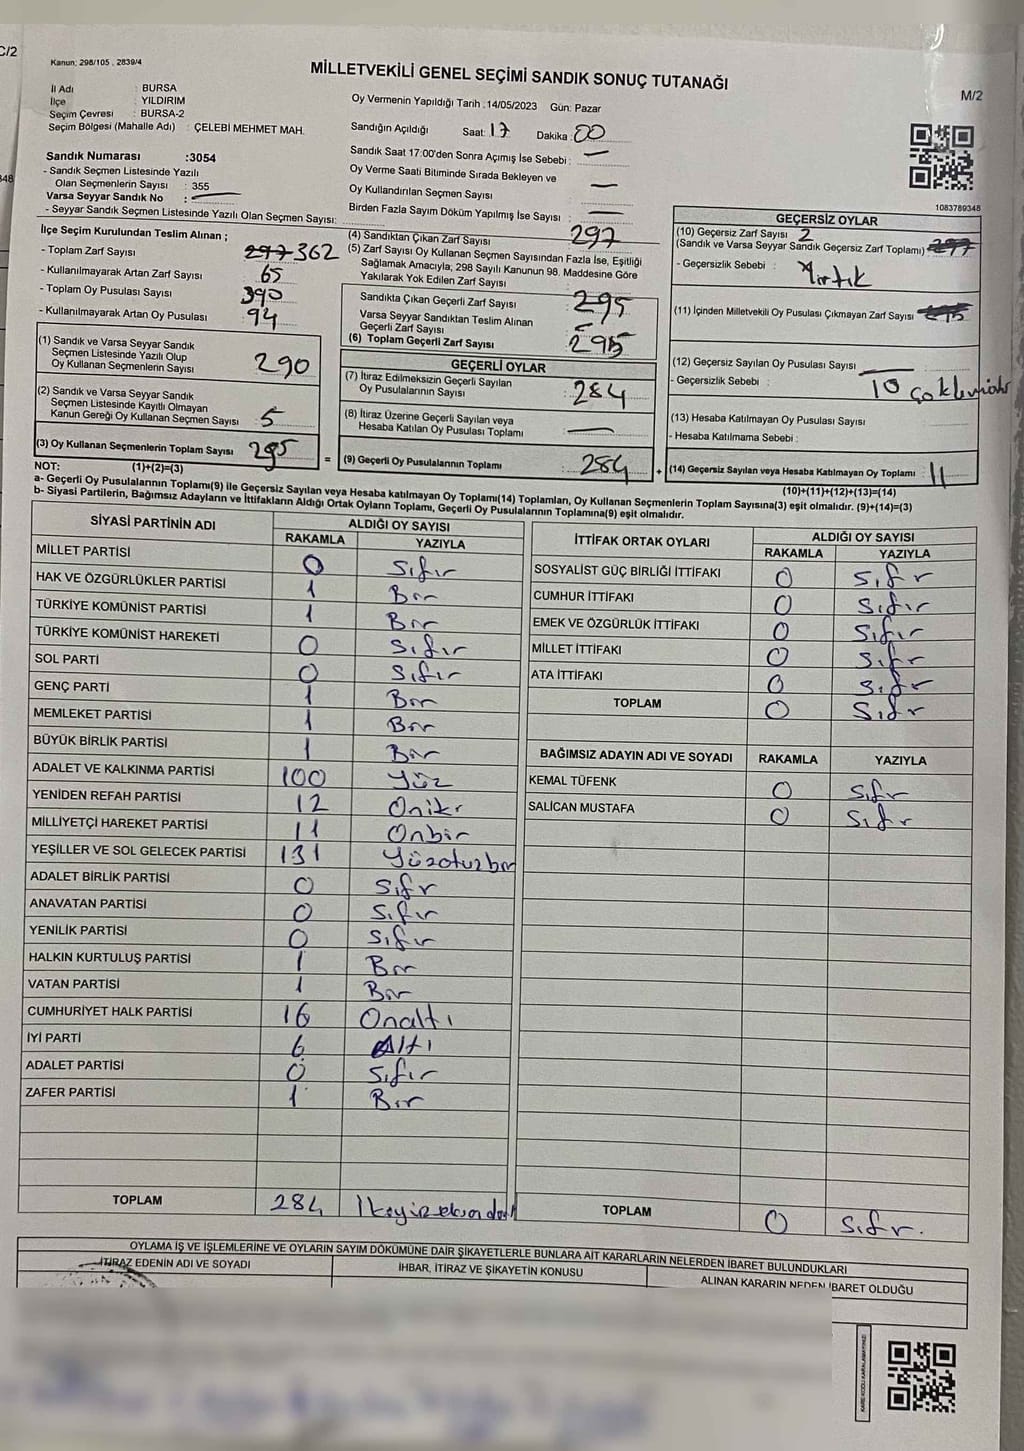 C/2
Kanun: 298/105 , 2839/4
MİLLETVEKİLİ GENEL SEÇİMİ SANDIK SONUÇ TUTANAĞI
M/2
İl Adı : BURSA
İlçe : YILDIRIM
Seçim Çevresi : BURSA-2
Seçim Bölgesi (Mahalle Adı) : ÇELEBİ MEHMET MAH.
Oy Vermenin Yapıldığı Tarih : 14/05/2023 Gün: Pazar
Sandığın Açıldığı Saat: 17 Dakika : 00
Sandık Saat 17:00'den Sonra Açımış İse Sebebi : —
Oy Verme Saati Bitiminde Sırada Bekleyen ve
Oy Kullandırılan Seçmen Sayısı —
Birden Fazla Sayım Döküm Yapılmış İse Sayısı : —
Sandık Numarası :3054
- Sandık Seçmen Listesinde Yazılı
Olan Seçmenlerin Sayısı : 355
Varsa Seyyar Sandık No : —
- Seyyar Sandık Seçmen Listesinde Yazılı Olan Seçmen Sayısı:
348
1083789348
İlçe Seçim Kurulundan Teslim Alınan ;
- Toplam Zarf Sayısı 297 362
- Kullanılmayarak Artan Zarf Sayısı 65
- Toplam Oy Pusulası Sayısı 390
- Kullanılmayarak Artan Oy Pusulası 94
(1) Sandık ve Varsa Seyyar Sandık
Seçmen Listesinde Yazılı Olup
Oy Kullanan Seçmenlerin Sayısı 290
(2) Sandık ve Varsa Seyyar Sandık
Seçmen Listesinde Kayıtlı Olmayan
Kanun Gereği Oy Kullanan Seçmen Sayısı 5
(3) Oy Kullanan Seçmenlerin Toplam Sayısı 295
(4) Sandıktan Çıkan Zarf Sayısı 297
(5) Zarf Sayısı Oy Kullanan Seçmen Sayısından Fazla İse, Eşitliği
Sağlamak Amacıyla, 298 Sayılı Kanunun 98. Maddesine Göre
Yakılarak Yok Edilen Zarf Sayısı :
Sandıkta Çıkan Geçerli Zarf Sayısı : 295
Varsa Seyyar Sandıktan Teslim Alınan
Geçerli Zarf Sayısı : —
(6) Toplam Geçerli Zarf Sayısı : 295
GEÇERLİ OYLAR
(7) İtiraz Edilmeksizin Geçerli Sayılan
Oy Pusulalarının Sayısı : 284
(8) İtiraz Üzerine Geçerli Sayılan veya
Hesaba Katılan Oy Pusulası Toplamı : —
= (9) Geçerli Oy Pusulalarının Toplamı : 284
GEÇERSİZ OYLAR
(10) Geçersiz Zarf Sayısı 2
(Sandık ve Varsa Seyyar Sandık Geçersiz Zarf Toplamı) 297
- Geçersizlik Sebebi : Yırtık
(11) İçinden Milletvekili Oy Pusulası Çıkmayan Zarf Sayısı
(12) Geçersiz Sayılan Oy Pusulası Sayısı —
- Geçersizlik Sebebi : 10
(13) Hesaba Katılmayan Oy Pusulası Sayısı :
- Hesaba Katılmama Sebebi :
+ (14) Geçersiz Sayılan veya Hesaba Katılmayan Oy Toplamı : 11
NOT: (1)+(2)=(3)
(10)+(11)+(12)+(13)=(14)
a- Geçerli Oy Pusulalarının Toplamı(9) ile Geçersiz Sayılan veya Hesaba katılmayan Oy Toplamı(14) Toplamları, Oy Kullanan Seçmenlerin Toplam Sayısına(3) eşit olmalıdır. (9)+(14)=(3)
b- Siyasi Partilerin, Bağımsız Adayların ve İttifakların Aldığı Ortak Oyların Toplamı, Geçerli Oy Pusulalarının Toplamına(9) eşit olmalıdır.
SİYASİ PARTİNİN ADI ALDIĞI OY SAYISI
RAKAMLA YAZIYLA
MİLLET PARTİSİ 0 Sıfır
HAK VE ÖZGÜRLÜKLER PARTİSİ 1 Bir
TÜRKİYE KOMÜNİST PARTİSİ 1 Bir
TÜRKİYE KOMÜNİST HAREKETİ 0 Sıfır
SOL PARTİ 0 Sıfır
GENÇ PARTİ 1 Bir
MEMLEKET PARTİSİ 1 Bir
BÜYÜK BİRLİK PARTİSİ 1 Bir
ADALET VE KALKINMA PARTİSİ 100 Yüz
YENİDEN REFAH PARTİSİ 12 Oniki
MİLLİYETÇİ HAREKET PARTİSİ 11 Onbir
YEŞİLLER VE SOL GELECEK PARTİSİ 131 Yüzotuzbir
ADALET BİRLİK PARTİSİ 0 Sıfır
ANAVATAN PARTİSİ 0 Sıfır
YENİLİK PARTİSİ 0 Sıfır
HALKIN KURTULUŞ PARTİSİ 1 Bir
VATAN PARTİSİ 1 Bir
CUMHURİYET HALK PARTİSİ 16 Onaltı
İYİ PARTİ 6 Altı
ADALET PARTİSİ 0 Sıfır
ZAFER PARTİSİ 1 Bir
TOPLAM 284
İTTİFAK ORTAK OYLARI ALDIĞI OY SAYISI
RAKAMLA YAZIYLA
SOSYALİST GÜÇ BİRLİĞİ İTTİFAKI 0 Sıfır
CUMHUR İTTİFAKI 0 Sıfır
EMEK VE ÖZGÜRLÜK İTTİFAKI 0 Sıfır
MİLLET İTTİFAKI 0 Sıfır
ATA İTTİFAKI 0 Sıfır
TOPLAM 0 Sıfır
BAĞIMSIZ ADAYIN ADI VE SOYADI RAKAMLA YAZIYLA
KEMAL TÜFENK 0 Sıfır
SALİCAN MUSTAFA 0 Sıfır
TOPLAM 0 Sıfır.
OYLAMA İŞ VE İŞLEMLERİNE VE OYLARIN SAYIM DÖKÜMÜNE DAİR ŞİKAYETLERLE BUNLARA AİT KARARLARIN NELERDEN İBARET BULUNDUKLARI
İTİRAZ EDENİN ADI VE SOYADI İHBAR, İTİRAZ VE ŞİKAYETİN KONUSU ALINAN KARARIN NEDEN İBARET OLDUĞU